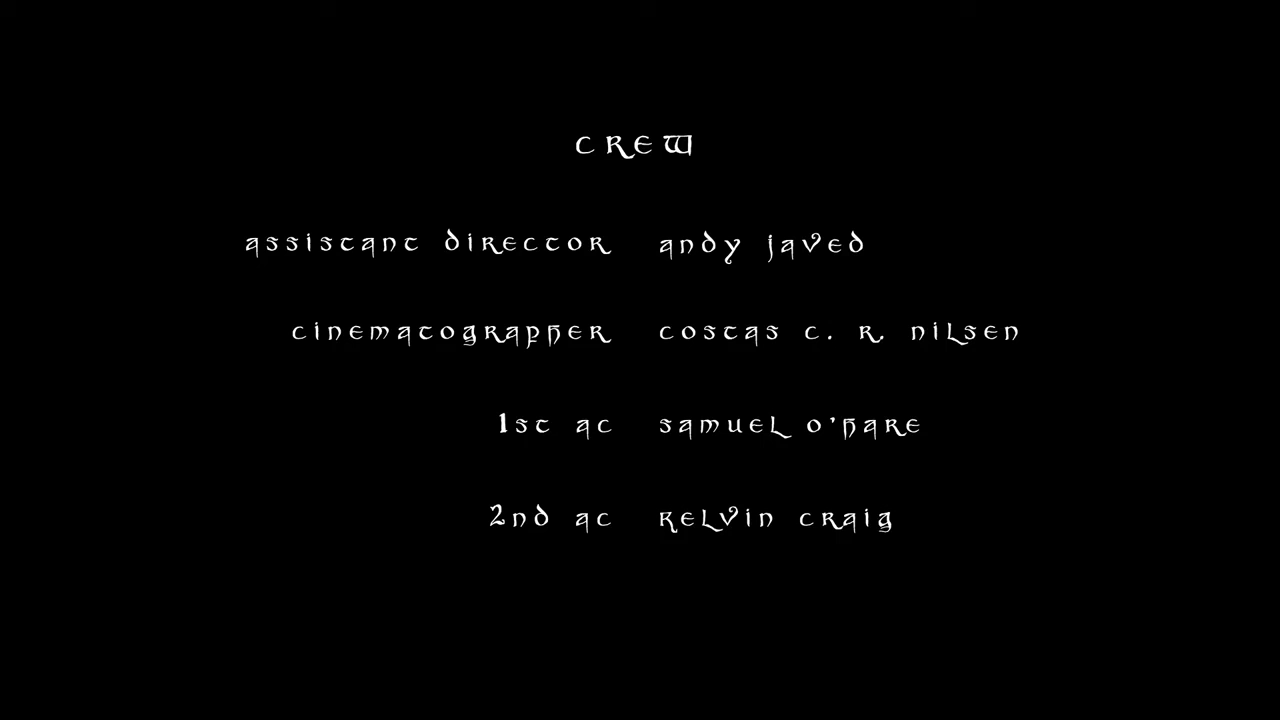 CREW
assistant director andy javed
cinematographer costas c. r. nilsen
1st ac samuel o'hare
2nd ac kelvin craig